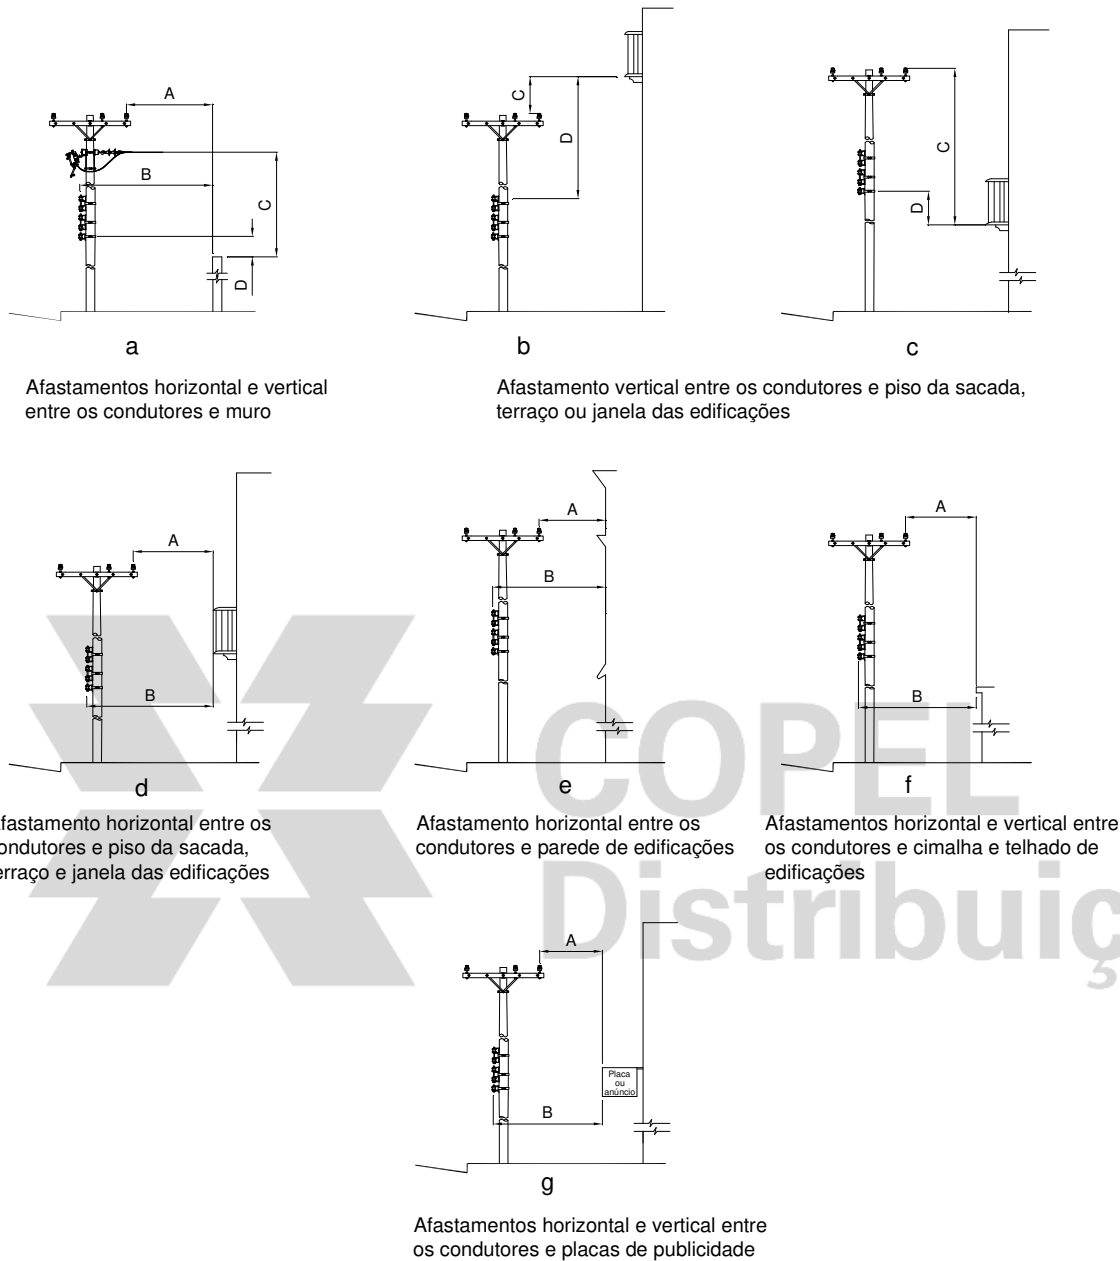 A
B
C
D
a
Afastamentos horizontal e vertical
entre os condutores e muro
C
D
b
C
D
c
Afastamento vertical entre os condutores e piso da sacada,
terraço ou janela das edificações
A
B
d
fastamento horizontal entre os
ondutores e piso da sacada,
erraço e janela das edificações
A
B
e
Afastamento horizontal entre os
condutores e parede de edificações
A
B
f
Afastamentos horizontal e vertical entre
os condutores e cimalha e telhado de
edificações
COPEL
Distribuiç
A
B
Placa
ou
anúncio
g
Afastamentos horizontal e vertical entre
os condutores e placas de publicidade